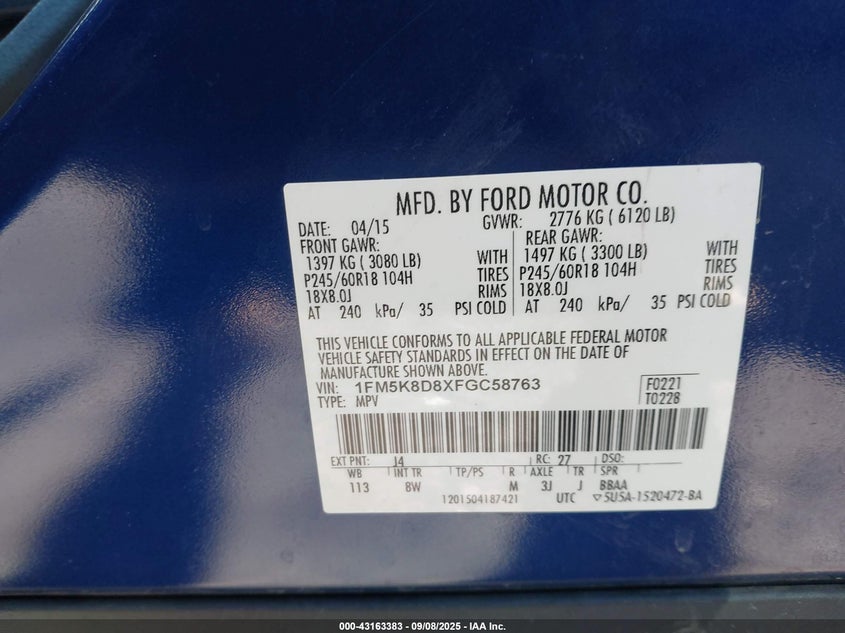 MFD. BY FORD MOTOR CO.
DATE: 04/15 GVWR: 2776 KG ( 6120 LB)
FRONT GAWR: REAR GAWR:
1397 KG ( 3080 LB) WITH 1497 KG ( 3300 LB) WITH
P245/60R18 104H TIRES P245/60R18 104H TIRES
18X8.0J RIMS 18X8.0J RIMS
AT 240 kPa/ 35 PSI COLD AT 240 kPa/ 35 PSI COLD
THIS VEHICLE CONFORMS TO ALL APPLICABLE FEDERAL MOTOR
VEHICLE SAFETY STANDARDS IN EFFECT ON THE DATE OF
MANUFACTURE SHOWN ABOVE.
VIN: 1FM5K8D8XFGC58763 F0221
TYPE: MPV T0228
EXT PNT: J4 RC: 27 DSO:
WB INT TR TP/PS R AXLE TR SPR
113 8W M 3J J BBAA
1201504187421 UTC ▽5U5A-1520472-BA
000-43163383 - 09/08/2025 - IAA Inc.